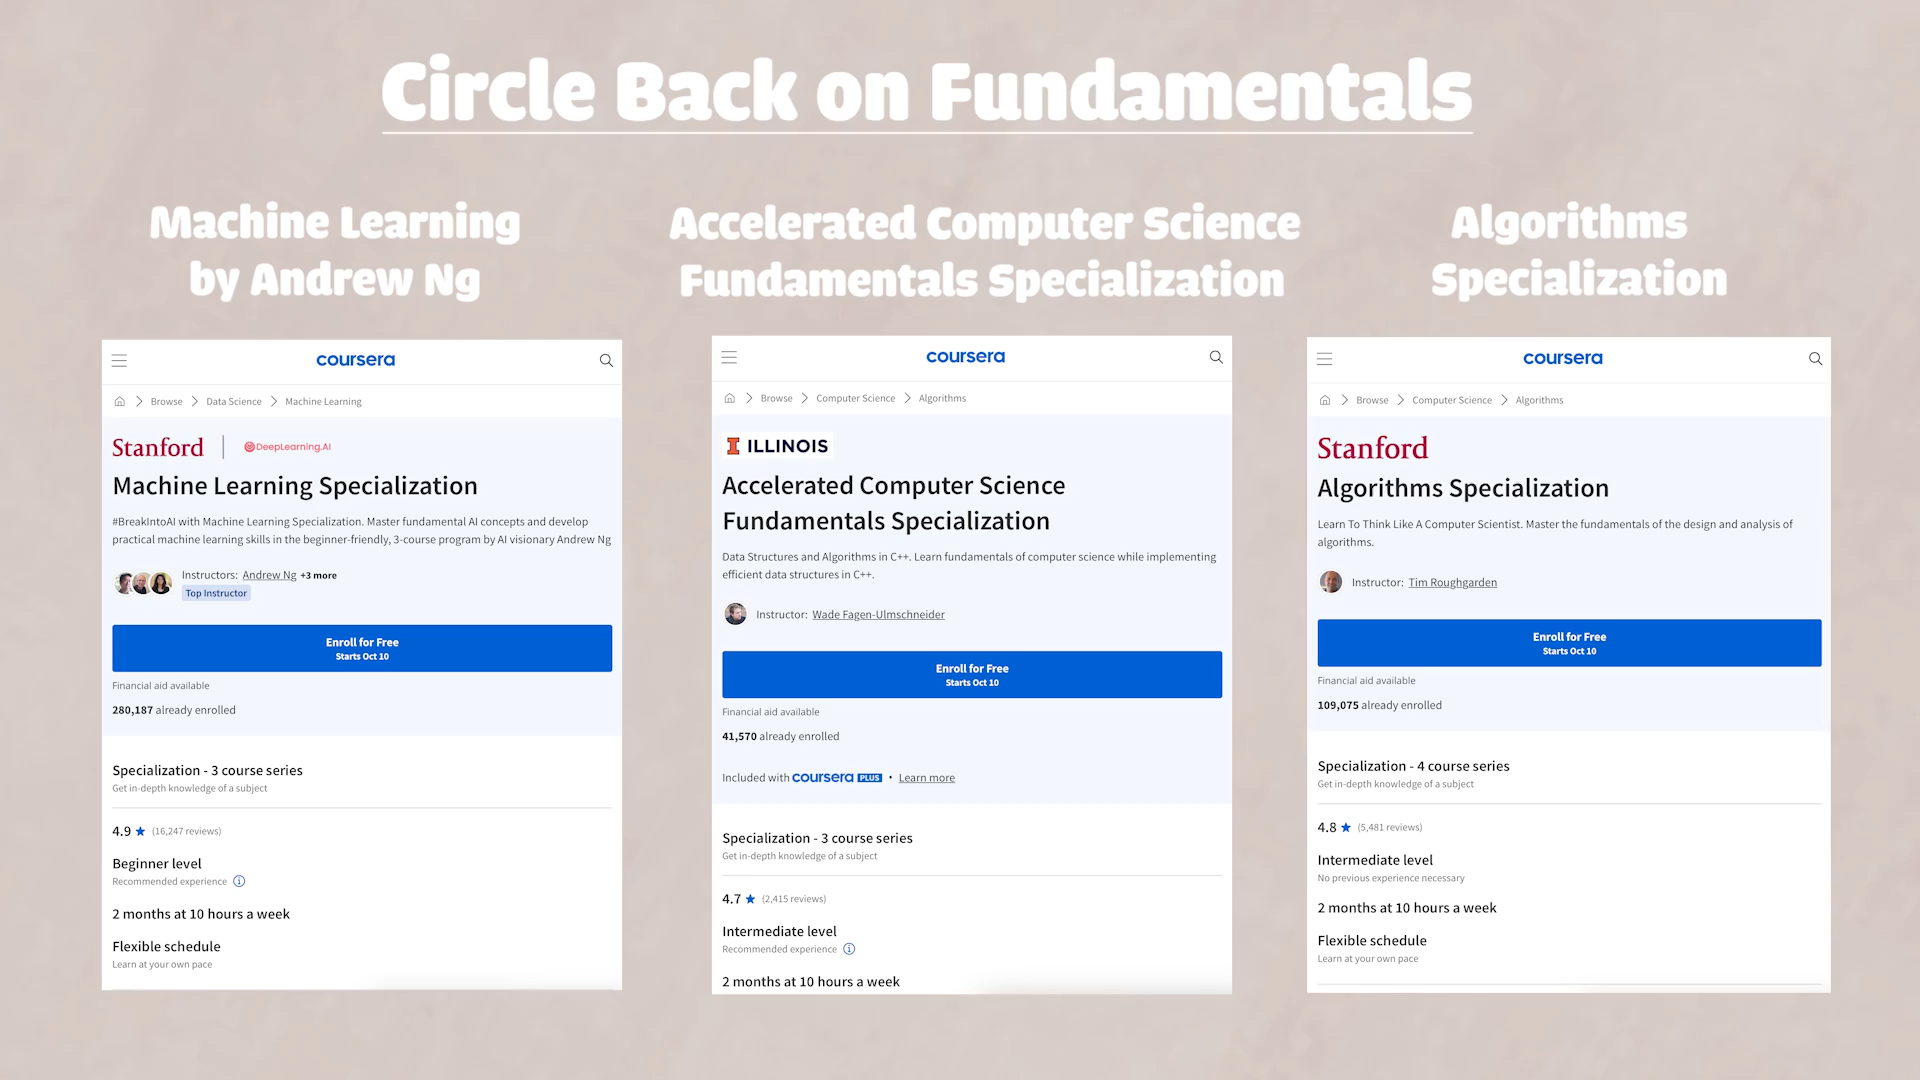 Circle Back on Fundamentals
Machine Learning
by Andrew Ng
coursera
Browse
Data Science
Machine Learning
Stanford
DeepLearning.AI
Machine Learning Specialization
#BreakIntoAI with Machine Learning Specialization. Master fundamental AI concepts and develop
practical machine learning skills in the beginner-friendly, 3-course program by AI visionary Andrew Ng
Instructors: Andrew Ng +3 more
Top Instructor
Enroll for Free
Starts Oct 10
Financial aid available
280,187 already enrolled
Specialization - 3 course series
Get in-depth knowledge of a subject
4.9 ★ (16,247 reviews)
Beginner level
Recommended experience
2 months at 10 hours a week
Flexible schedule
Learn at your own pace
Accelerated Computer Science
Fundamentals Specialization
coursera
Browse
Computer Science
Algorithms
ILLINOIS
Accelerated Computer Science
Fundamentals Specialization
Data Structures and Algorithms in C++. Learn fundamentals of computer science while implementing
efficient data structures in C++.
Instructor: Wade Fagen-Ulmschneider
Enroll for Free
Starts Oct 10
Financial aid available
41,570 already enrolled
Included with coursera PLUS • Learn more
Specialization - 3 course series
Get in-depth knowledge of a subject
4.7 ★ (2,415 reviews)
Intermediate level
Recommended experience
2 months at 10 hours a week
Algorithms
Specialization
coursera
Browse
Computer Science
Algorithms
Stanford
Algorithms Specialization
Learn To Think Like A Computer Scientist. Master the fundamentals of the design and analysis of
algorithms.
Instructor: Tim Roughgarden
Enroll for Free
Starts Oct 10
Financial aid available
109,075 already enrolled
Specialization - 4 course series
Get in-depth knowledge of a subject
4.8 ★ (5,481 reviews)
Intermediate level
No previous experience necessary
2 months at 10 hours a week
Flexible schedule
Learn at your own pace